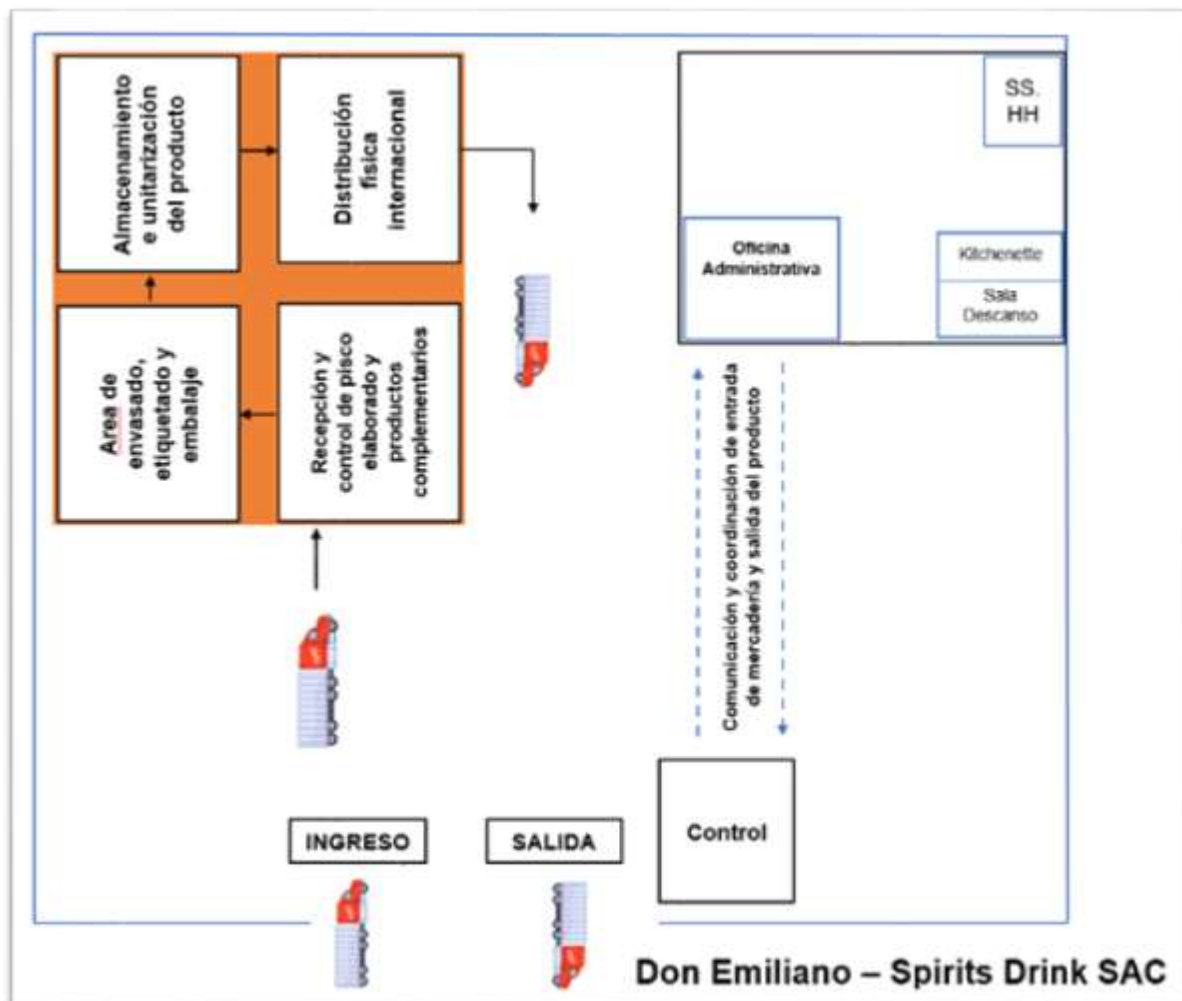 Almacenamiento
e unitarización
del producto
Distribución
física
internacional
SS.
HH
Oficina
Administrativa
Kitchenette
Sala
Descanso
Area de
envasado,
etiquetado y
embalaje
Recepción y
control de pisco
elaborado y
productos
complementarios
Comunicación y coordinación de entrada
de mercadería y salida del producto
INGRESO
SALIDA
Control
Don Emiliano – Spirits Drink SAC